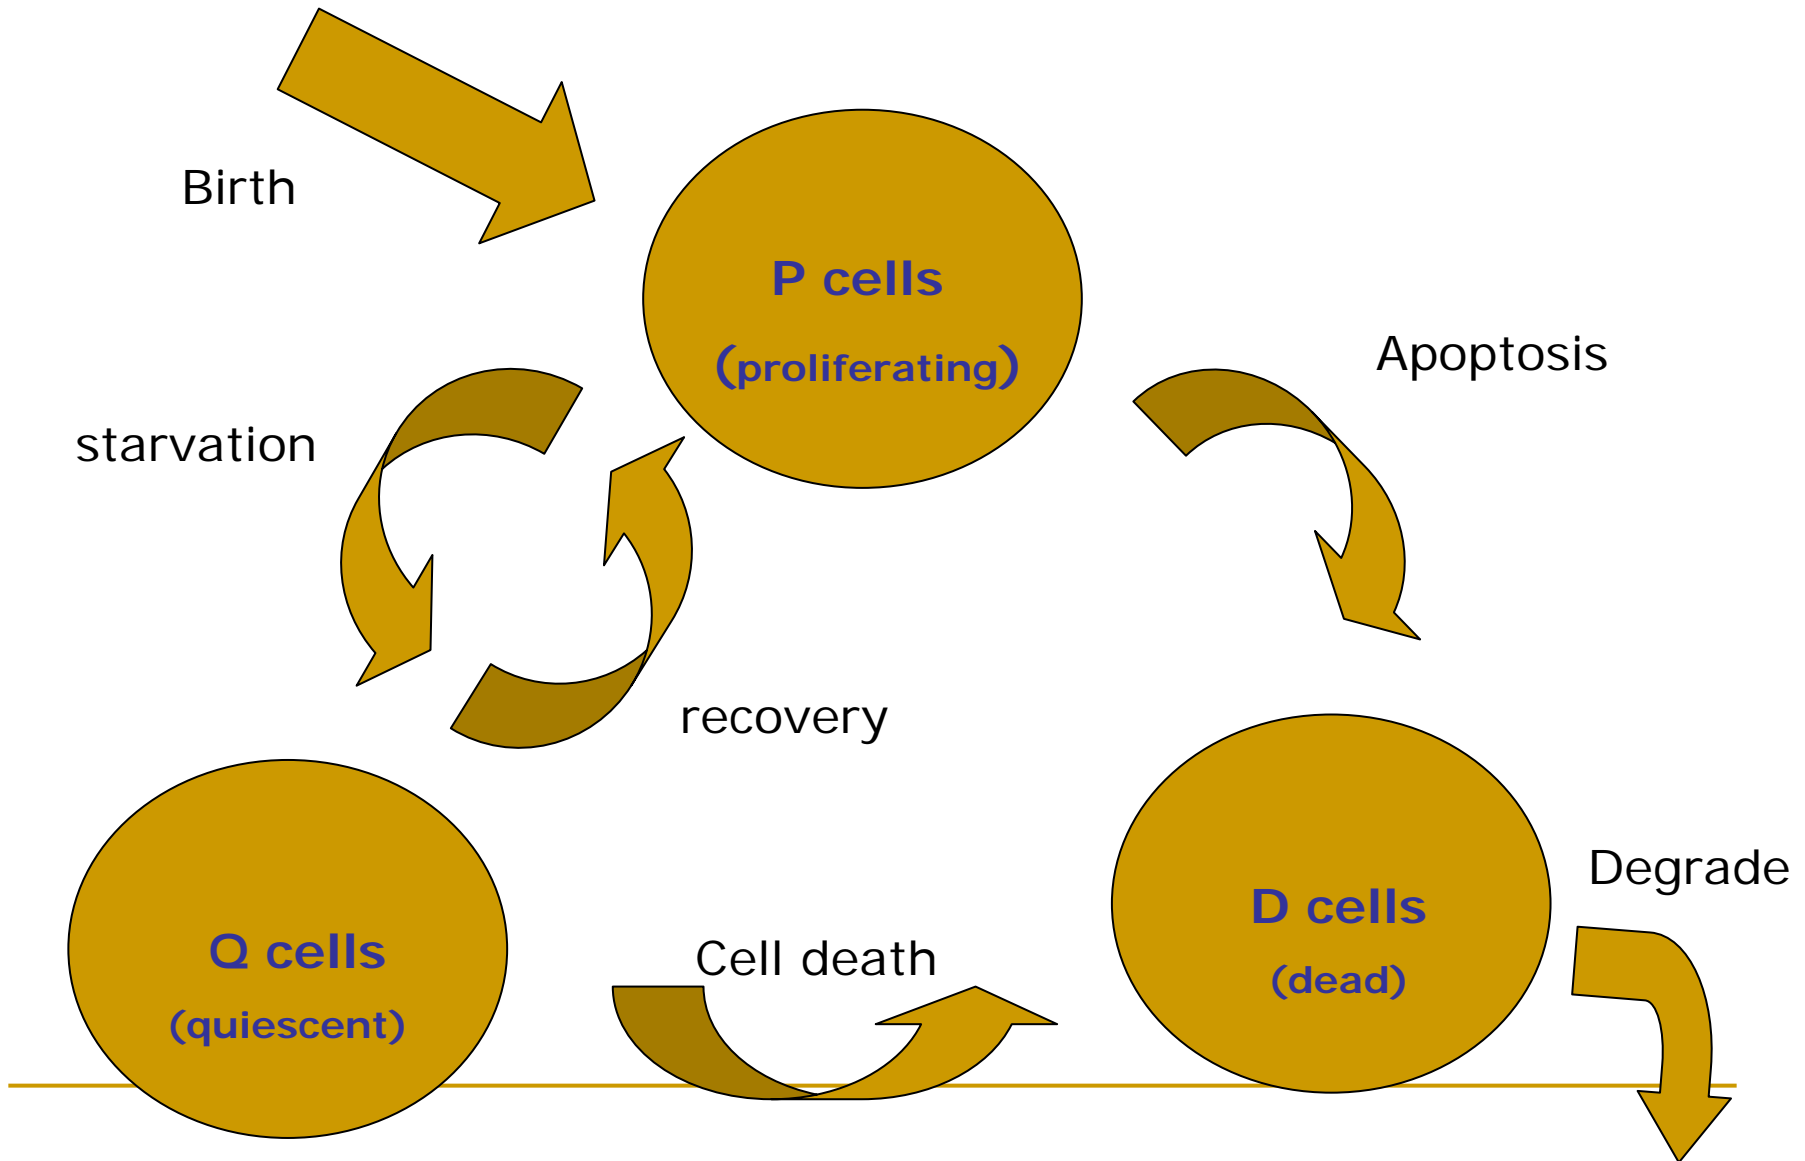 Birth
P cells
(proliferating)
Apoptosis
starvation
recovery
Degrade
D cells
(dead)
Q cells
(quiescent)
Cell death